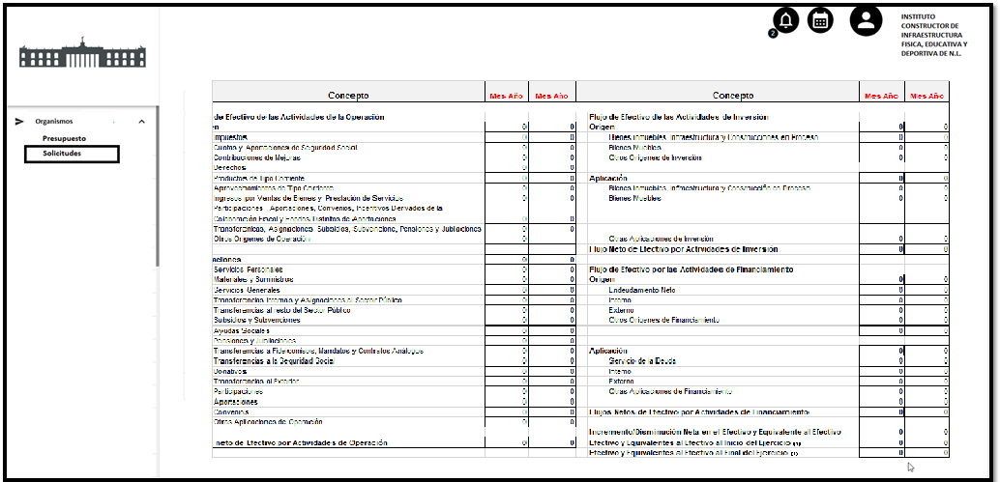 INSTITUTO
CONSTRUCTOR DE
INFRAESTRUCTURA
FISICA, EDUCATIVA Y
DEPORTIVA DE N.L.
2
Organismos
Presupuesto
Solicitudes
Concepto Mes Año Mes Año Concepto Mes Año Mes Año
de Efectivo de las Actividades de la Operación
en 0 0
Impuestos 0 0
Cuotas y Aportaciones de Seguridad Social 0 0
Contribuciones de Mejoras 0 0
Derechos 0 0
Productos de Tipo Corriente 0 0
Aprovechamientos de Tipo Corriente 0 0
Ingresos por Ventas de Bienes y Prestación de Servicios 0 0
Participaciones, Aportaciones, Convenios, Incentivos Derivados de la
Colaboración Fiscal y Fondos Distintos de Aportaciones 0 0
Transferencias, Asignaciones, Subsidios, Subvenciones, Pensiones y Jubilaciones 0 0
Otros Origenes de Operación 0 0
aciones 0 0
Servicios Personales 0 0
Materiales y Suministros 0 0
Servicios Generales 0 0
Transferencias Internas y Asignaciones al Sector Público 0 0
Transferencias al resto del Sector Público 0 0
Subsidios y Subvenciones 0 0
Ayudas Sociales 0 0
Pensiones y Jubilaciones 0 0
Transferencias a Fideicomisos, Mandatos y Contratos Análogos 0 0
Transferencias a la Seguridad Social 0 0
Donativos 0 0
Transferencias al Exterior 0 0
Participaciones 0 0
Aportaciones 0 0
Convenios 0 0
Otras Aplicaciones de Operación 0 0
neto de Efectivo por Actividades de Operación 0 0
Flujo de Efectivo de las Actividades de Inversión
Origen 0 0
Bienes Inmuebles, Infraestructura y Construcciones en Proceso 0 0
Bienes Muebles 0 0
Otros Origenes de Inversión 0 0
Aplicación 0 0
Bienes Inmuebles, Infraestructura y Construcción en Proceso 0 0
Bienes Muebles 0 0
Otras Aplicaciones de Inversión 0 0
Flujo Neto de Efectivo por Actividades de Inversión 0 0
Flujo de Efectivo por las Actividades de Financiamiento
Origen 0 0
Endeudamiento Neto 0 0
Interno 0 0
Externo 0 0
Otros Origenes de Financiamiento 0 0
0 0
Aplicación 0 0
Servicio de la Deuda 0 0
Interno 0 0
Externo 0 0
Otras Aplicaciones de Financiamiento 0 0
0 0
Flujos Netos de Efectivo por Actividades de Financiamiento 0 0
Incremento/Disminución Neta en el Efectivo y Equivalente al Efectivo 0 0
Efectivo y Equivalentes al Efectivo al Inicio del Ejercicio (1) 0 0
Efectivo y Equivalentes al Efectivo al Final del Ejercicio (1) 0 0